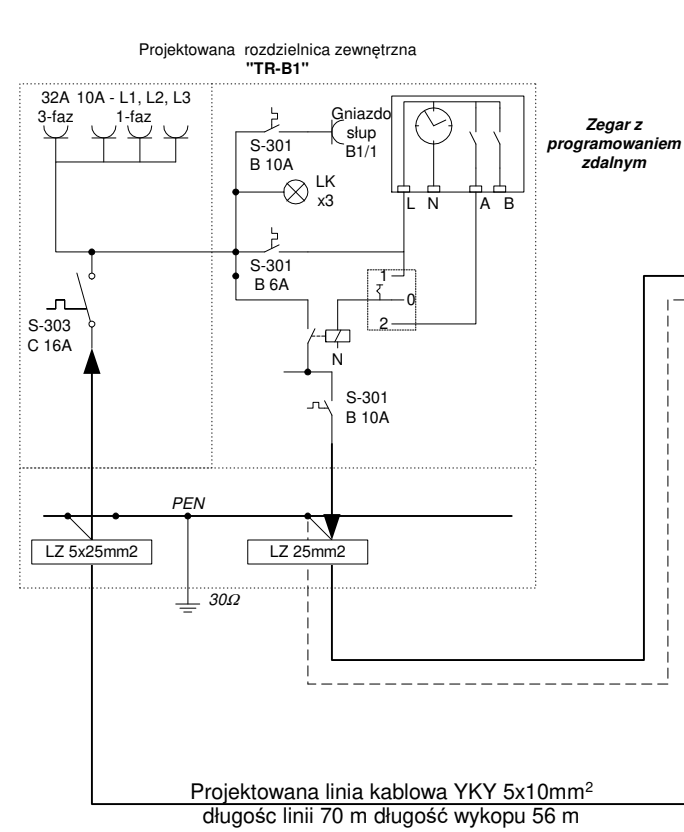 Projektowana rozdzielnica zewnętrzna
"TR-B1"
32A 10A - L1, L2, L3
3-faz 1-faz
Gniazdo
słup
B1/1
S-301
B 10A
LK
x3
L N A B
Zegar z
programowaniem
zdalnym
S-301
B 6A
1
0
2
S-303
C 16A
N
S-301
B 10A
PEN
LZ 5x25mm2
LZ 25mm2
30Ω
Projektowana linia kablowa YKY 5x10mm²
długośc linii 70 m długość wykopu 56 m